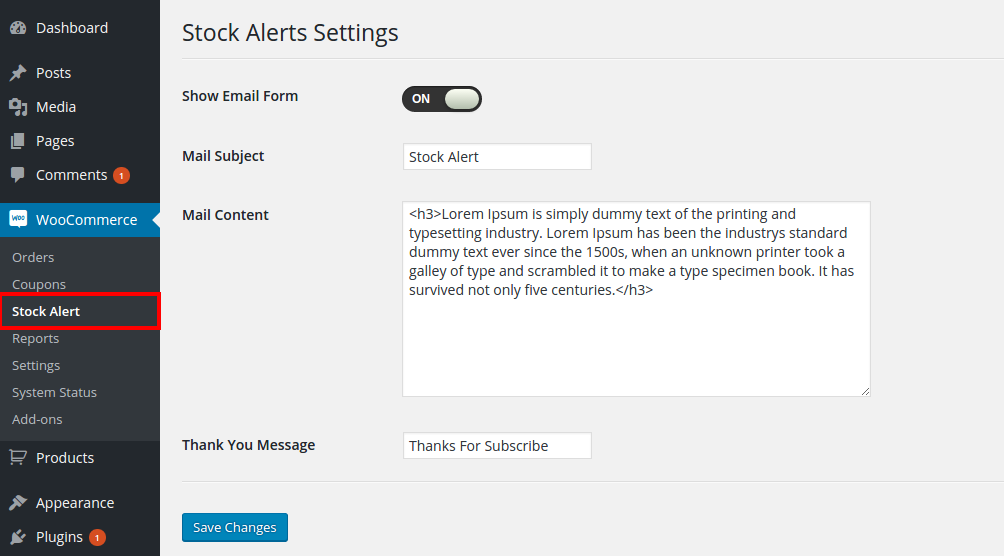 Dashboard
Posts
Media
Pages
Comments 1
Woo WooCommerce
Orders
Coupons
Stock Alert
Reports
Settings
System Status
Add-ons
Products
Appearance
Plugins 1
Stock Alerts Settings
Show Email Form
ON
Mail Subject
Stock Alert
Mail Content
<h3>Lorem Ipsum is simply dummy text of the printing and
typesetting industry. Lorem Ipsum has been the industrys standard
dummy text ever since the 1500s, when an unknown printer took a
galley of type and scrambled it to make a type specimen book. It has
survived not only five centuries.</h3>
Thank You Message
Thanks For Subscribe
Save Changes